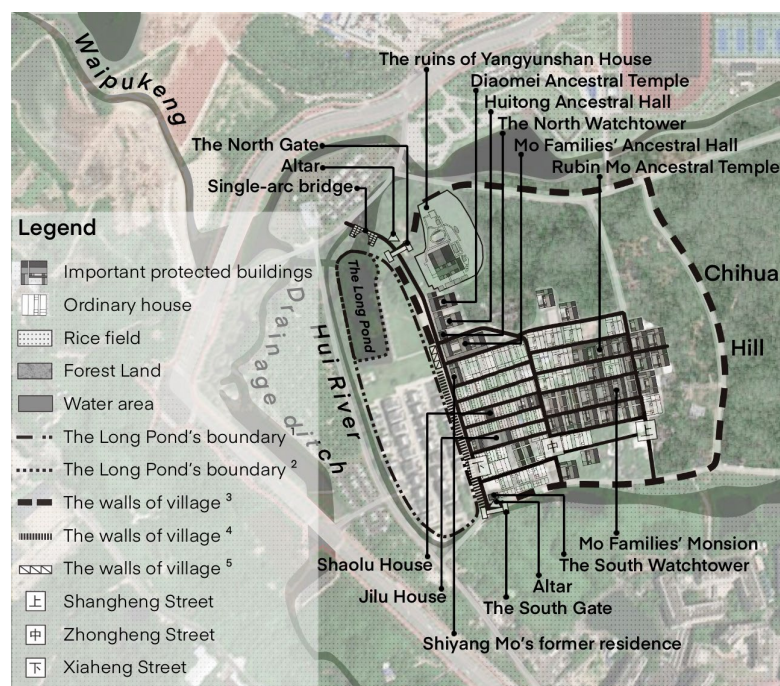 Waipukeng
The ruins of Yangyunshan House
Diaomei Ancestral Temple
Huitong Ancestral Hall
The North Watchtower
The North Gate
Mo Families' Ancestral Hall
Altar
Rubin Mo Ancestral Temple
Single-arc bridge
Legend
Important protected buildings
Ordinary house
Rice field
Forest Land
Water area
The Long Pond's boundary
The Long Pond's boundary 2
The walls of village 3
The walls of village 4
The walls of village 5
上 Shangheng Street
中 Zhongheng Street
下 Xiaheng Street
The Long Pond
Drainage ditch
Hui River
Chihua
Hill
上
中
下
Mo Families' Monsion
The South Watchtower
Shaolu House
Altar
Jilu House
The South Gate
Shiyang Mo's former residence